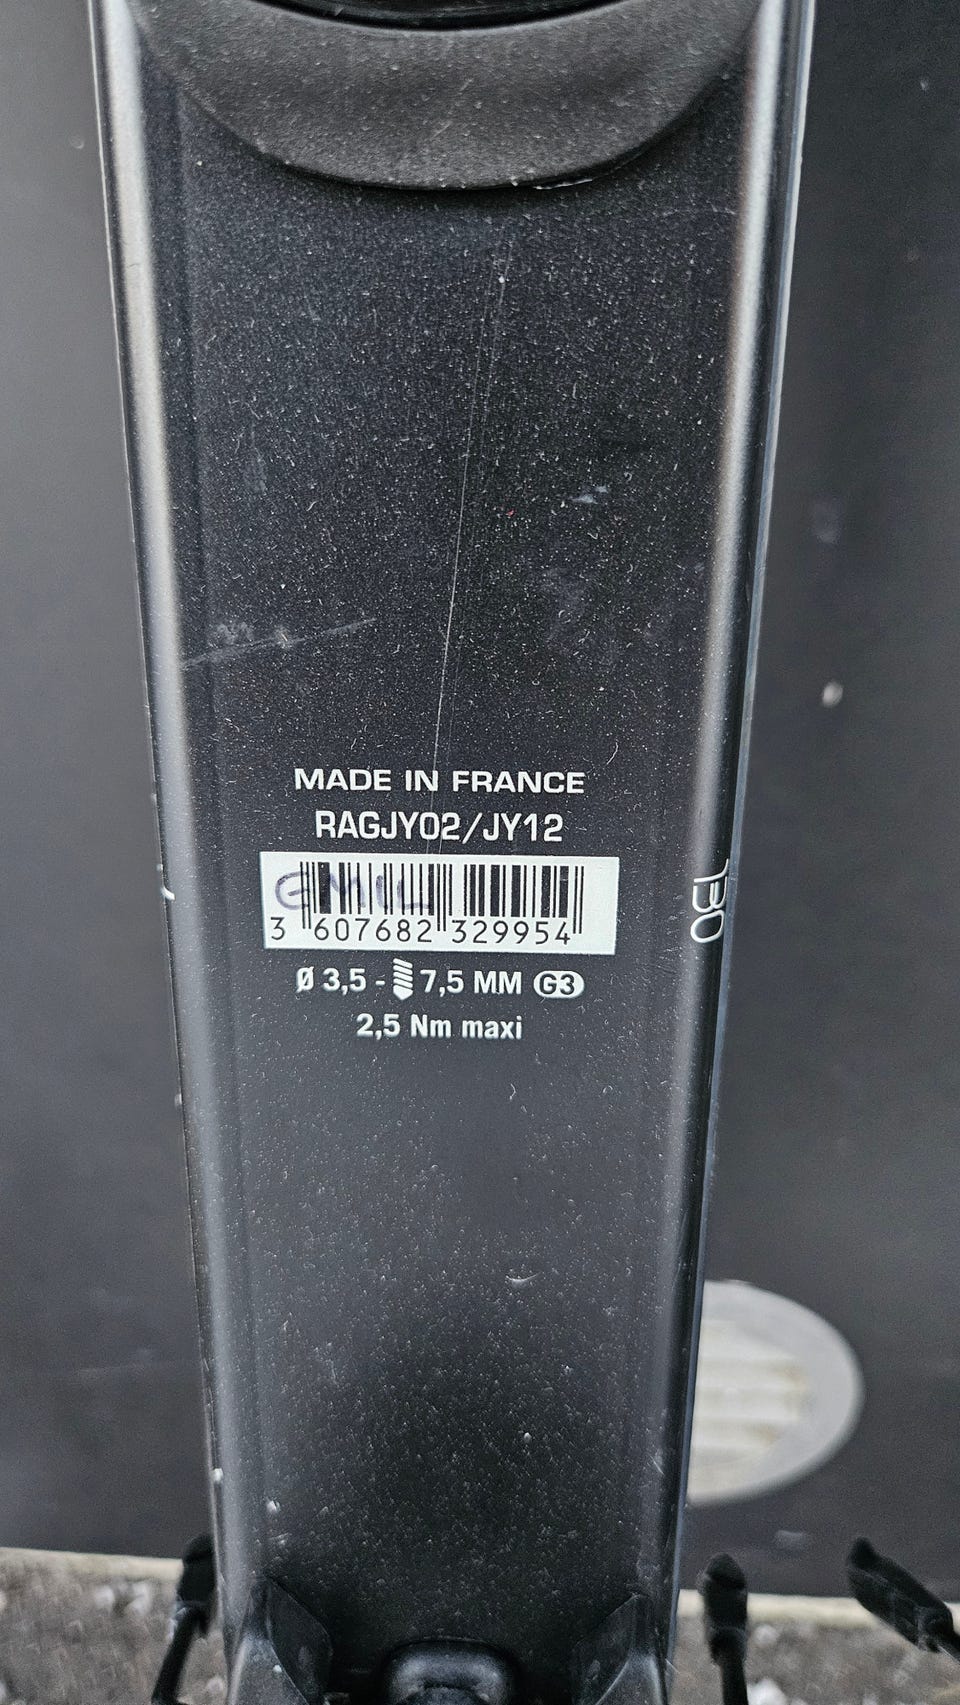 MADE IN FRANCE
RAGJY02/JY12
EMIL
3 607682 329954
Ø 3,5 - 7,5 MM G3
2,5 Nm maxi
130